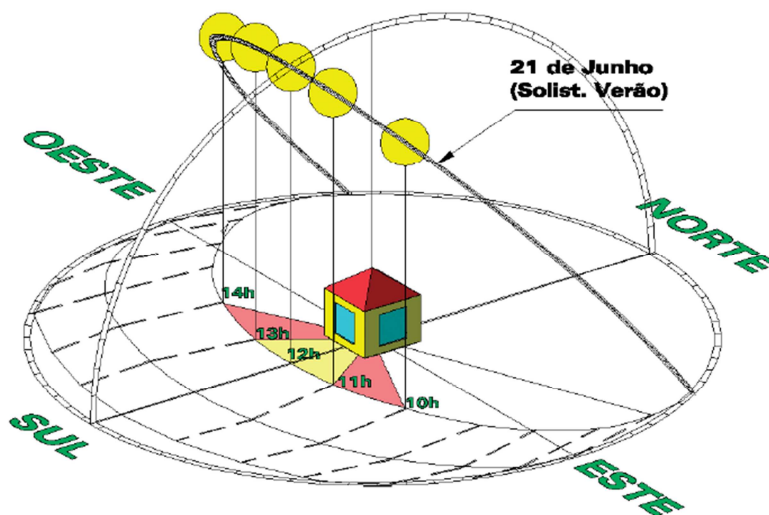 21 de Junho
(Solist. Verão)
OESTE
NORTE
14h
13h
12h
11h
10h
SUL
ESTE